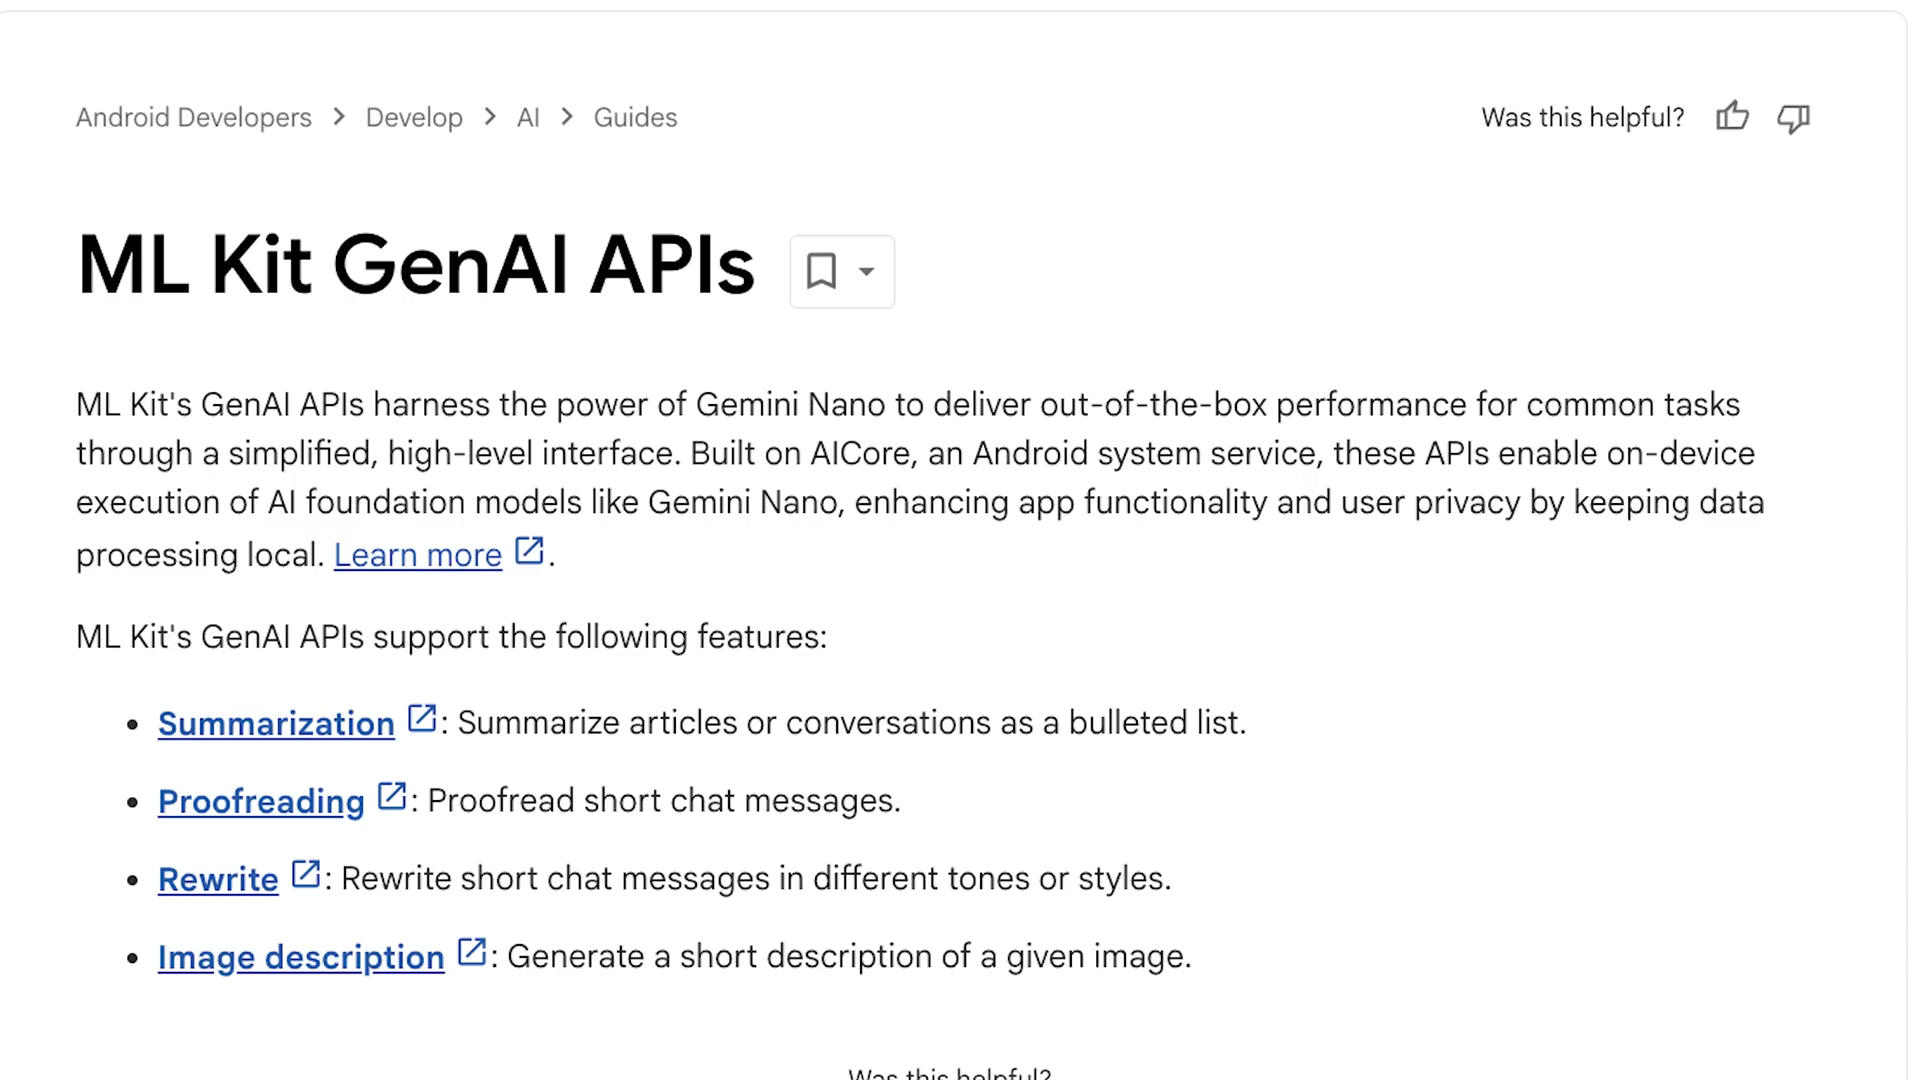 Android Developers > Develop > AI > Guides
Was this helpful?
ML Kit GenAI APIs
ML Kit's GenAI APIs harness the power of Gemini Nano to deliver out-of-the-box performance for common tasks
through a simplified, high-level interface. Built on AICore, an Android system service, these APIs enable on-device
execution of AI foundation models like Gemini Nano, enhancing app functionality and user privacy by keeping data
processing local. Learn more.
ML Kit's GenAI APIs support the following features:
• Summarization: Summarize articles or conversations as a bulleted list.
• Proofreading: Proofread short chat messages.
• Rewrite: Rewrite short chat messages in different tones or styles.
• Image description: Generate a short description of a given image.
Was this helpful?